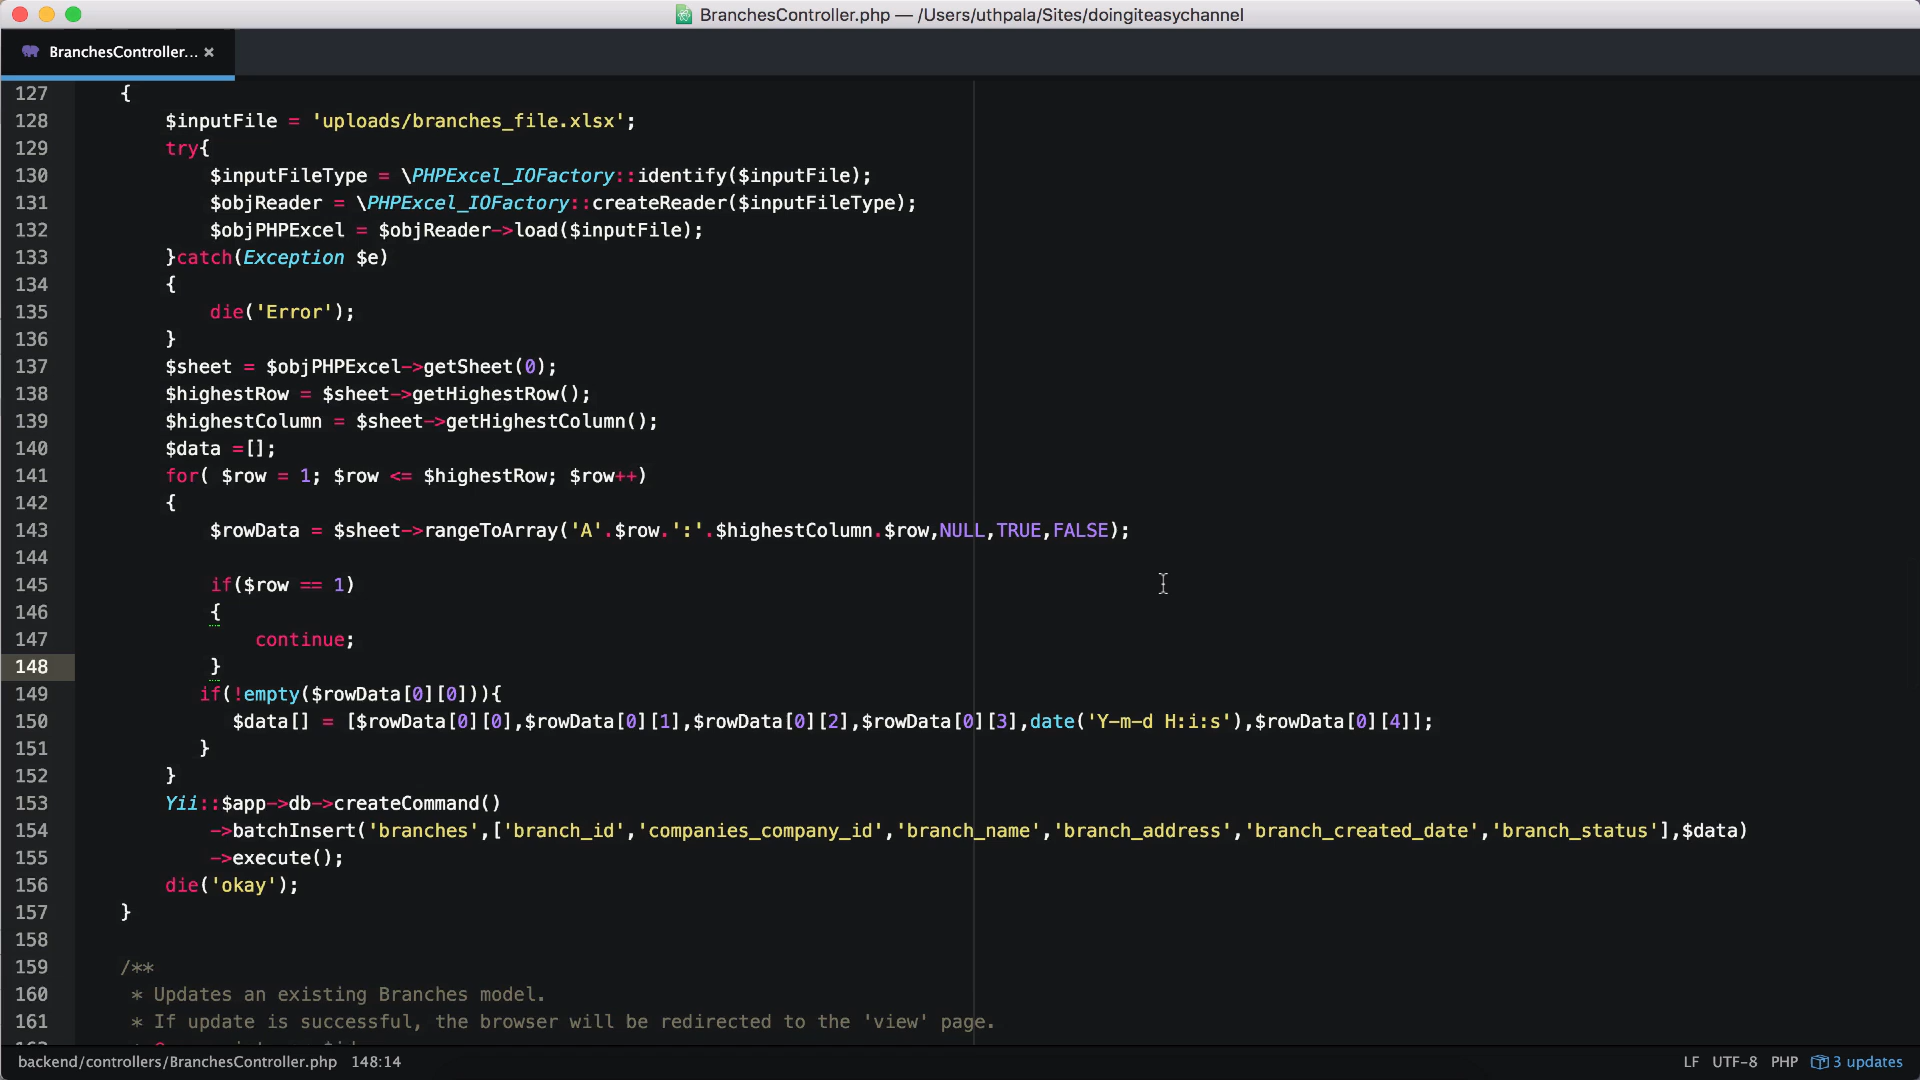 BranchesController.php — /Users/uthpala/Sites/doingiteasychannel
BranchesController... ×
127 {
128 $inputFile = 'uploads/branches_file.xlsx';
129 try{
130 $inputFileType = \PHPExcel_IOFactory::identify($inputFile);
131 $objReader = \PHPExcel_IOFactory::createReader($inputFileType);
132 $objPHPExcel = $objReader->load($inputFile);
133 }catch(Exception $e)
134 {
135 die('Error');
136 }
137 $sheet = $objPHPExcel->getSheet(0);
138 $highestRow = $sheet->getHighestRow();
139 $highestColumn = $sheet->getHighestColumn();
140 $data =[];
141 for( $row = 1; $row <= $highestRow; $row++)
142 {
143 $rowData = $sheet->rangeToArray('A'.$row.':'.$highestColumn.$row,NULL,TRUE,FALSE);
144
145 if($row == 1)
146 {
147 continue;
148 }
149 if(!empty($rowData[0][0])){
150 $data[] = [$rowData[0][0],$rowData[0][1],$rowData[0][2],$rowData[0][3],date('Y-m-d H:i:s'),$rowData[0][4]];
151 }
152 }
153 Yii::$app->db->createCommand()
154 ->batchInsert('branches',['branch_id','companies_company_id','branch_name','branch_address','branch_created_date','branch_status'],$data)
155 ->execute();
156 die('okay');
157 }
158
159 /**
160 * Updates an existing Branches model.
161 * If update is successful, the browser will be redirected to the 'view' page.
backend/controllers/BranchesController.php 148:14 LF UTF-8 PHP 3 updates